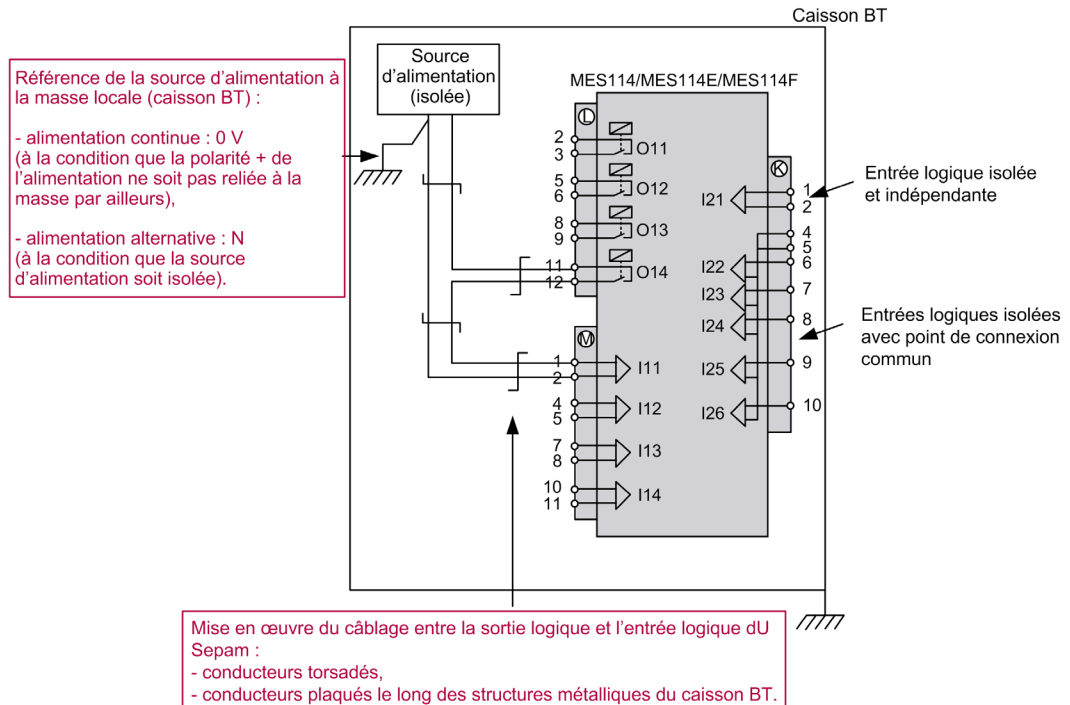 Caisson BT
Source
d'alimentation
(isolée)
Référence de la source d'alimentation à
la masse locale (caisson BT) :
- alimentation continue : 0 V
(à la condition que la polarité + de
l'alimentation ne soit pas reliée à la
masse par ailleurs),
- alimentation alternative : N
(à la condition que la source
d'alimentation soit isolée).
MES114/MES114E/MES114F
L
2
3
O11
5
6
O12
8
9
O13
11
12
O14
M
1
2
I11
4
5
I12
7
8
I13
10
11
I14
K
I21
1
2
4
5
I22
6
I23
7
I24
8
I25
9
I26
10
Entrée logique isolée
et indépendante
Entrées logiques isolées
avec point de connexion
commun
Mise en œuvre du câblage entre la sortie logique et l'entrée logique dU
Sepam :
- conducteurs torsadés,
- conducteurs plaqués le long des structures métalliques du caisson BT.